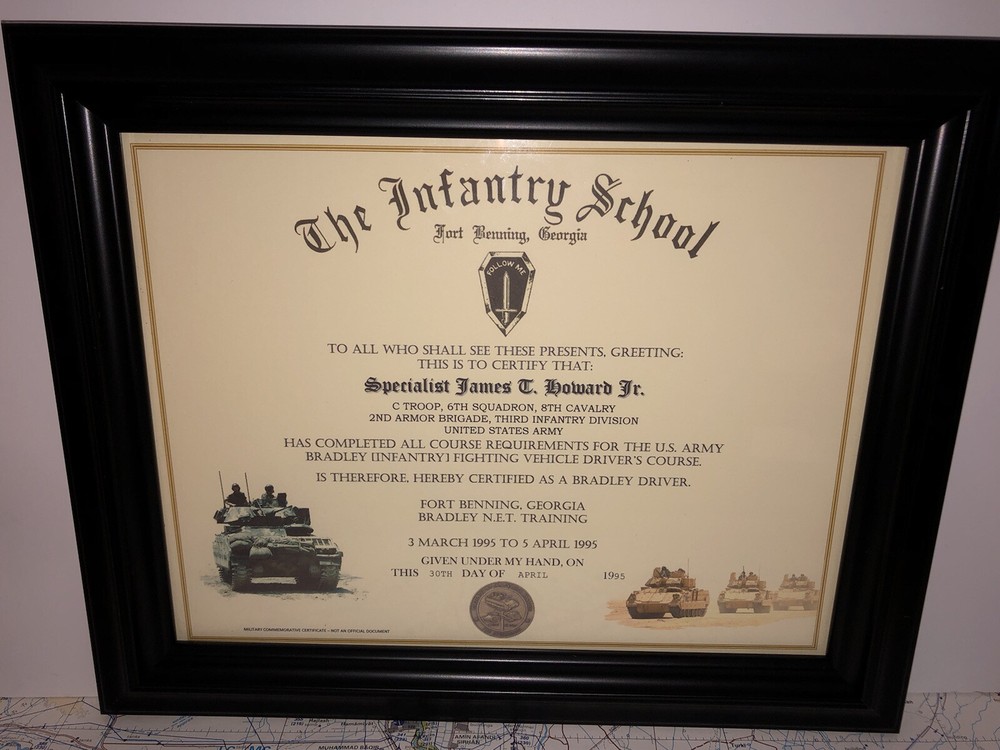 The Infantry School
Fort Benning, Georgia
FOLLOW ME
TO ALL WHO SHALL SEE THESE PRESENTS, GREETING:
THIS IS TO CERTIFY THAT:
Specialist James T. Howard Jr.
C TROOP, 6TH SQUADRON, 8TH CAVALRY
2ND ARMOR BRIGADE, THIRD INFANTRY DIVISION
UNITED STATES ARMY
HAS COMPLETED ALL COURSE REQUIREMENTS FOR THE U.S. ARMY
BRADLEY [INFANTRY] FIGHTING VEHICLE DRIVER'S COURSE.
IS THEREFORE, HEREBY CERTIFIED AS A BRADLEY DRIVER.
FORT BENNING, GEORGIA
BRADLEY N.E.T. TRAINING
3 MARCH 1995 TO 5 APRIL 1995
GIVEN UNDER MY HAND, ON
THIS 30TH DAY OF APRIL 1995
MILITARY COMMEMORATIVE CERTIFICATE - NOT AN OFFICIAL DOCUMENT
MUHAMMAD